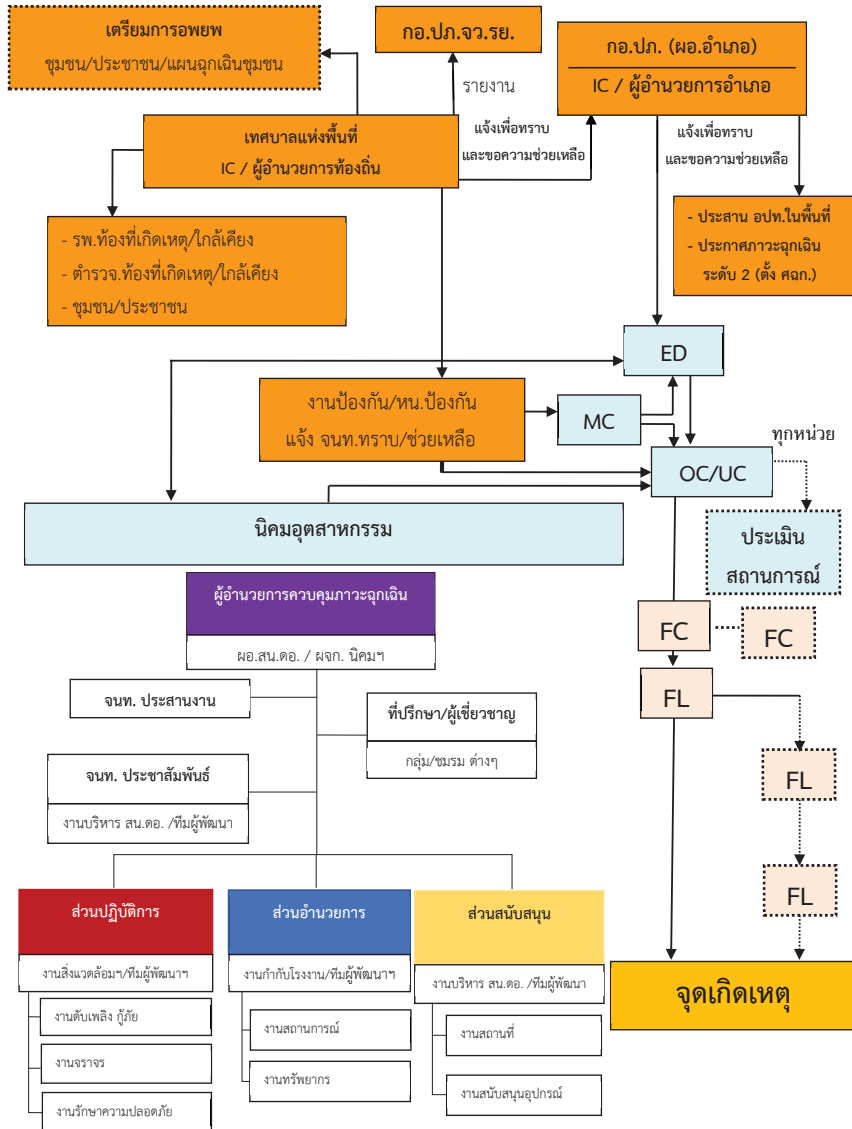 เตรียมการอพยพ
ชุมชน/ประชาชน/แผนฉุกเฉินชุมชน
กอ.ปภ.จว.รย.
กอ.ปภ. (ผอ.อำเภอ)
IC / ผู้อำนวยการอำเภอ
รายงาน
แจ้งเพื่อทราบ
และขอความช่วยเหลือ
แจ้งเพื่อทราบ
และขอความช่วยเหลือ
เทศบาลแห่งพื้นที่
IC / ผู้อำนวยการท้องถิ่น
- รพ.ท้องที่เกิดเหตุ/ใกล้เคียง
- ตำรวจ.ท้องที่เกิดเหตุ/ใกล้เคียง
- ชุมชน/ประชาชน
- ประสาน อปท.ในพื้นที่
- ประกาศภาวะฉุกเฉิน
ระดับ 2 (ตั้ง ศฉก.)
ED
งานป้องกัน/หน.ป้องกัน
แจ้ง จนท.ทราบ/ช่วยเหลือ
MC
ทุกหน่วย
OC/UC
นิคมอุตสาหกรรม
ประเมิน
สถานการณ์
ผู้อำนวยการควบคุมภาวะฉุกเฉิน
ผอ.สน.ดอ. / ผจก. นิคมฯ
FC
FC
FL
จนท. ประสานงาน
ที่ปรึกษา/ผู้เชี่ยวชาญ
กลุ่ม/ชมรม ต่างๆ
จนท. ประชาสัมพันธ์
งานบริหาร สน.ดอ. /ทีมผู้พัฒนา
FL
FL
ส่วนปฏิบัติการ
ส่วนอำนวยการ
ส่วนสนับสนุน
งานสิ่งแวดล้อมฯ/ทีมผู้พัฒนาฯ
งานกำกับโรงงาน/ทีมผู้พัฒนาฯ
งานบริหาร สน.ดอ. /ทีมผู้พัฒนา
จุดเกิดเหตุ
งานดับเพลิง กู้ภัย
งานสถานการณ์
งานสถานที่
งานจราจร
งานทรัพยากร
งานสนับสนุนอุปกรณ์
งานรักษาความปลอดภัย